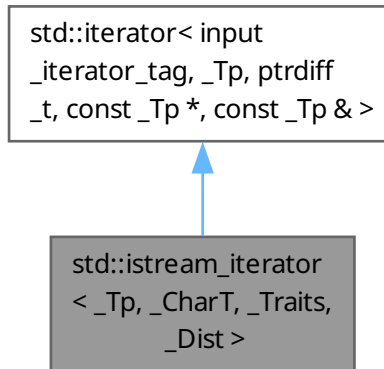 std::iterator< input
_iterator_tag, _Tp, ptrdiff
_t, const _Tp *, const _Tp & >
std::istream_iterator
< _Tp, _CharT, _Traits,
_Dist >